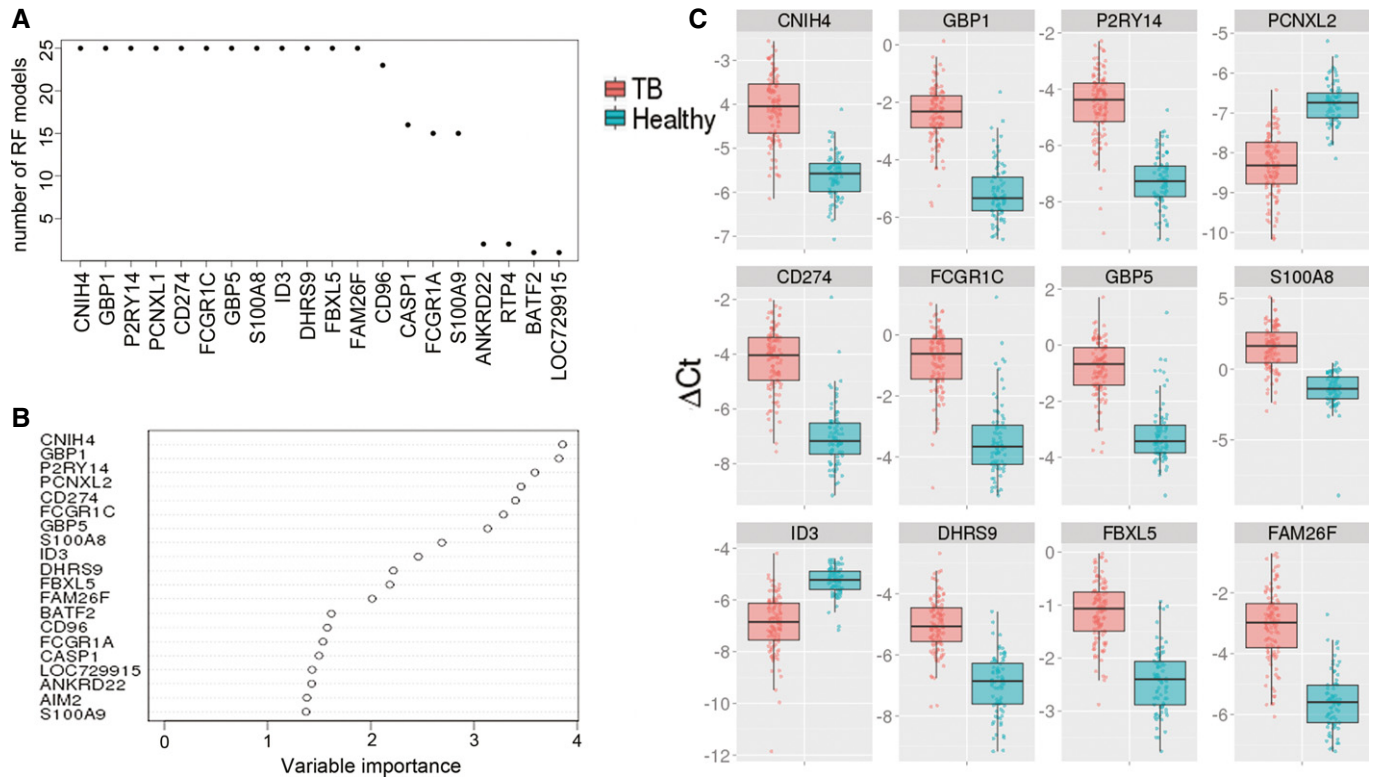 A
number of RF models
25
20
15
10
5
CNIH4
GBP1
P2RY14
PCNXL1
CD274
FCGR1C
GBP5
S100A8
ID3
DHRS9
FBXL5
FAM26F
CD96
CASP1
FCGR1A
S100A9
ANKRD22
RTP4
BATF2
LOC729915
B
CNIH4
GBP1
P2RY14
PCNXL2
CD274
FCGR1C
GBP5
S100A8
ID3
DHRS9
FBXL5
FAM26F
BATF2
CD96
FCGR1A
CASP1
LOC729915
ANKRD22
AIM2
S100A9
0 1 2 3 4
Variable importance
C
TB
Healthy
ΔCt
CNIH4
-3
-4
-5
-6
-7
GBP1
0
-2
-4
-6
P2RY14
-2
-4
-6
-8
PCNXL2
-5
-6
-7
-8
-9
-10
CD274
-2
-4
-6
-8
FCGR1C
0
-2
-4
GBP5
2
0
-2
-4
S100A8
5
0
-5
ID3
-4
-6
-8
-10
-12
DHRS9
-4
-6
-8
FBXL5
0
-1
-2
-3
FAM26F
-2
-4
-6